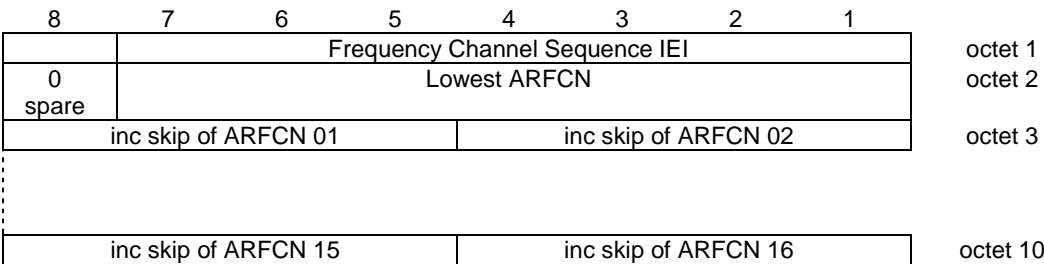 8 7 6 5 4 3 2 1
Frequency Channel Sequence IEI octet 1
0 Lowest ARFCN octet 2
spare
inc skip of ARFCN 01 inc skip of ARFCN 02 octet 3
inc skip of ARFCN 15 inc skip of ARFCN 16 octet 10